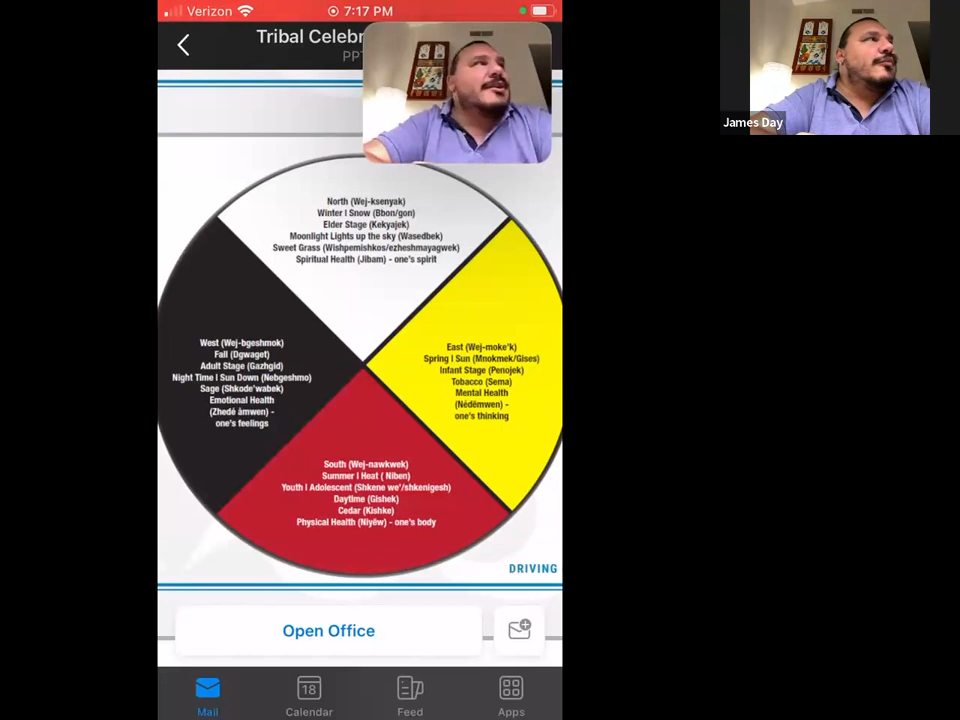 Verizon
7:17 PM
Tribal Celebr
PPT
James Day
North (Wej-ksenyak)
Winter | Snow (Bbon/gon)
Elder Stage (Kekyajek)
Moonlight Lights up the sky (Wasedbek)
Sweet Grass (Wishpemishkos/ezheshmayagwek)
Spiritual Health (Jibam) - one's spirit
West (Wej-bgeshmok)
Fall (Dgwaget)
Adult Stage (Gazhgid)
Night Time | Sun Down (Nebgeshmo)
Sage (Shkode'wabek)
Emotional Health
(Zhedé àmwen) -
one's feelings
East (Wej-moke'k)
Spring | Sun (Mnokmek/Gises)
Infant Stage (Penojek)
Tobacco (Sema)
Mental Health
(Nédëmwen) -
one's thinking
South (Wej-nawkwek)
Summer | Heat ( Niben)
Youth | Adolescent (Shkene we'/shkenigesh)
Daytime (Gishek)
Cedar (Kishke)
Physical Health (Niyëw) - one's body
DRIVING
Open Office
Mail
18
Calendar
Feed
Apps